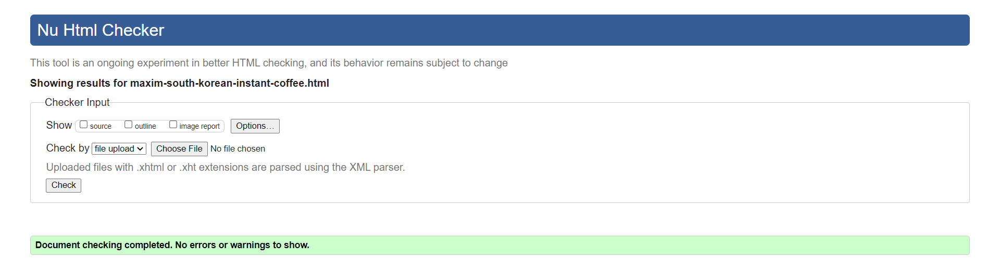 Nu Html Checker
This tool is an ongoing experiment in better HTML checking, and its behavior remains subject to change
Showing results for maxim-south-korean-instant-coffee.html
Checker Input
Show source outline image report Options...
Check by file upload Choose File No file chosen
Uploaded files with .xhtml or .xht extensions are parsed using the XML parser.
Check
Document checking completed. No errors or warnings to show.